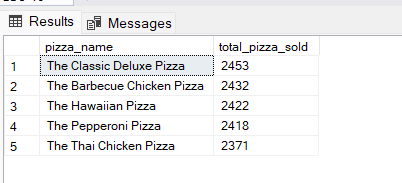 Results Messages
pizza_name total_pizza_sold
1 The Classic Deluxe Pizza 2453
2 The Barbecue Chicken Pizza 2432
3 The Hawaiian Pizza 2422
4 The Pepperoni Pizza 2418
5 The Thai Chicken Pizza 2371